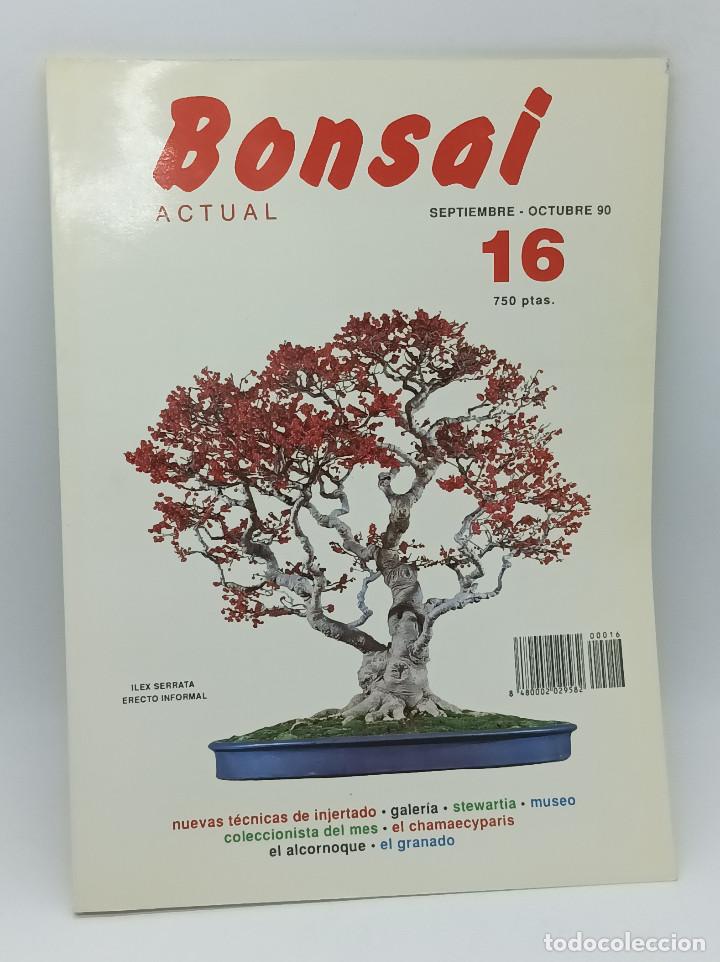 Bonsai
ACTUAL
SEPTIEMBRE - OCTUBRE 90
16
750 ptas.
00016
8 480002 029582
ILEX SERRATA
ERECTO INFORMAL
nuevas técnicas de injertado • galería • stewartia • museo
coleccionista del mes • el chamaecyparis
el alcornoque • el granado
todocoleccion